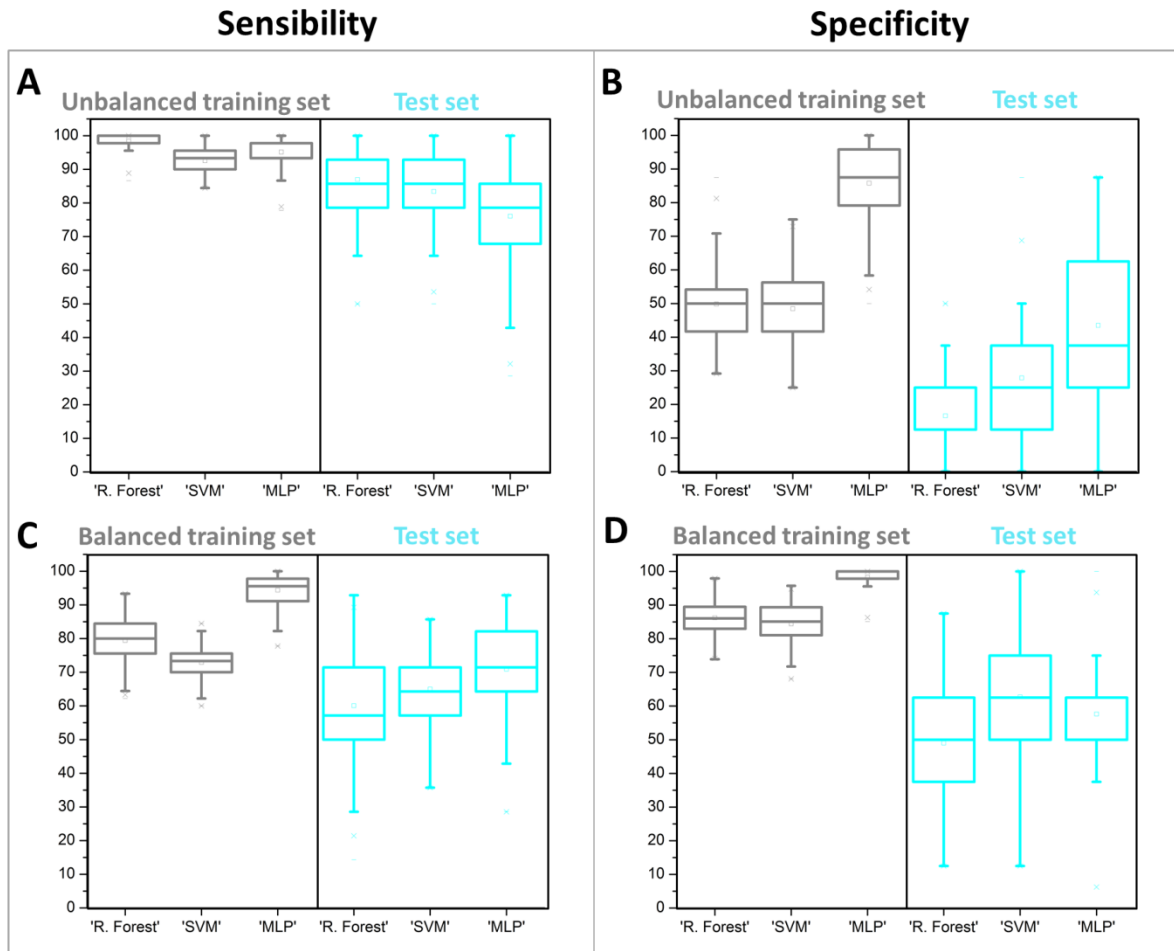 Sensibility
Specificity
A
Unbalanced training set
Test set
100
90
80
70
60
50
40
30
20
10
0
'R. Forest'
'SVM'
'MLP'
'R. Forest'
'SVM'
'MLP'
B
Unbalanced training set
Test set
100
90
80
70
60
50
40
30
20
10
0
'R. Forest'
'SVM'
'MLP'
'R. Forest'
'SVM'
'MLP'
C
Balanced training set
Test set
100
90
80
70
60
50
40
30
20
10
0
'R. Forest'
'SVM'
'MLP'
'R. Forest'
'SVM'
'MLP'
D
Balanced training set
Test set
100
90
80
70
60
50
40
30
20
10
0
'R. Forest'
'SVM'
'MLP'
'R. Forest'
'SVM'
'MLP'